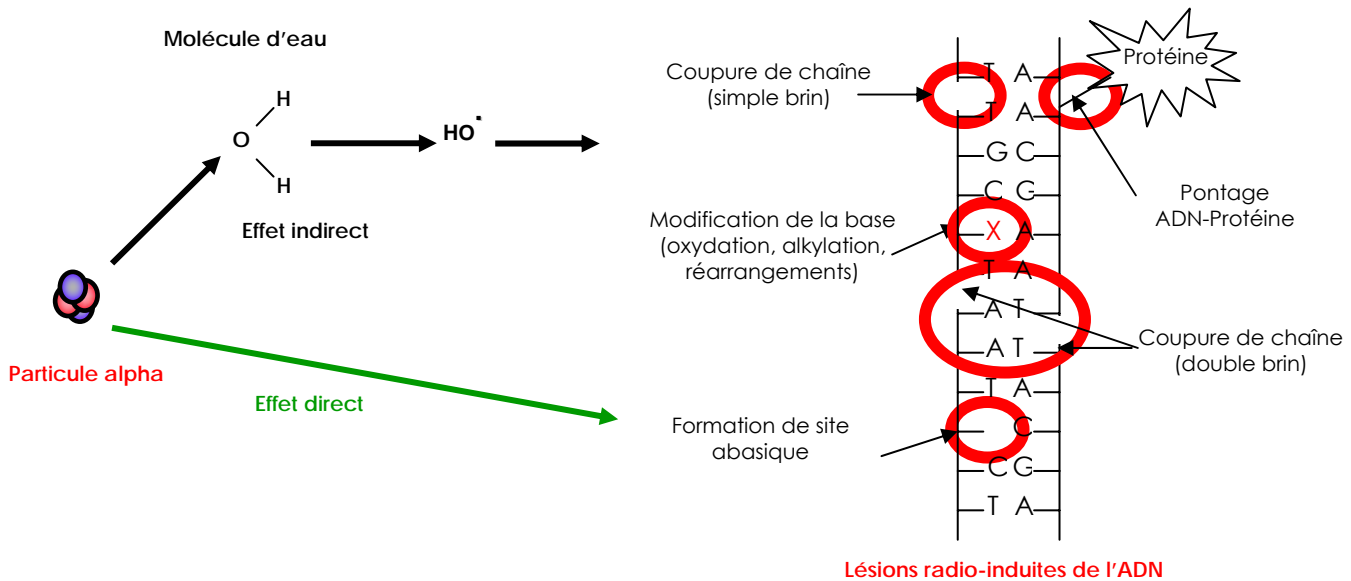 Molécule d'eau
H
O
H
HO•
Effet indirect
Particule alpha
Effet direct
Coupure de chaîne
(simple brin)
Modification de la base
(oxydation, alkylation,
réarrangements)
Formation de site
abasique
Protéine
T A
T A
G C
C G
X A
T A
A T
A T
T A
C
C G
T A
Pontage
ADN-Protéine
Coupure de chaîne
(double brin)
Lésions radio-induites de l'ADN